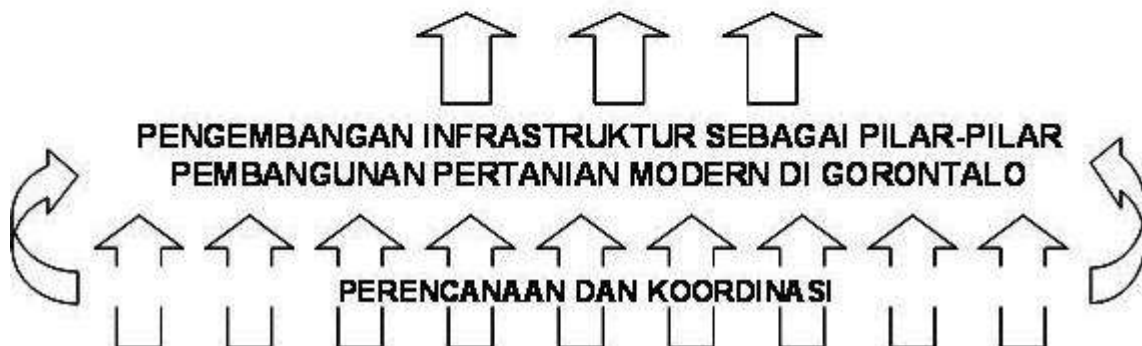 PENGEMBANGAN INFRASTRUKTUR SEBAGAI PILAR-PILAR
PEMBANGUNAN PERTANIAN MODERN DI GORONTALO
PERENCANAAN DAN KOORDINASI